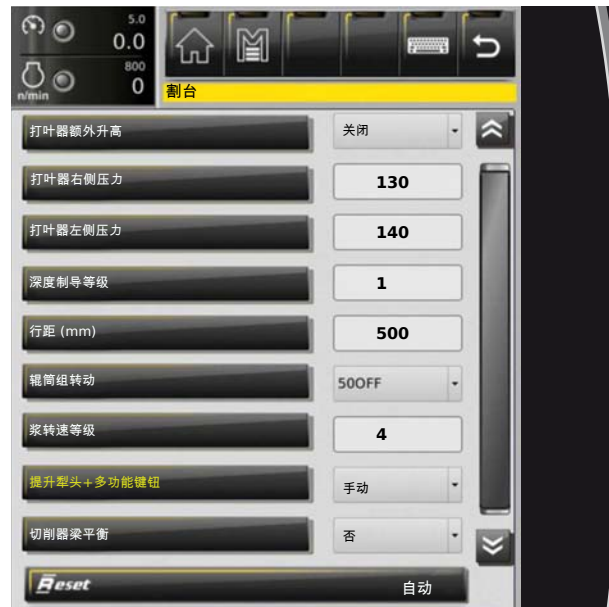 5.0
0.0
800
n/min 0
割台
打叶器额外升高 关闭
打叶器右侧压力 130
打叶器左侧压力 140
深度制导等级 1
行距 (mm) 500
辊筒组转动 50OFF
浆转速等级 4
提升犁头+多功能键钮 手动
切削器梁平衡 否
Reset 自动